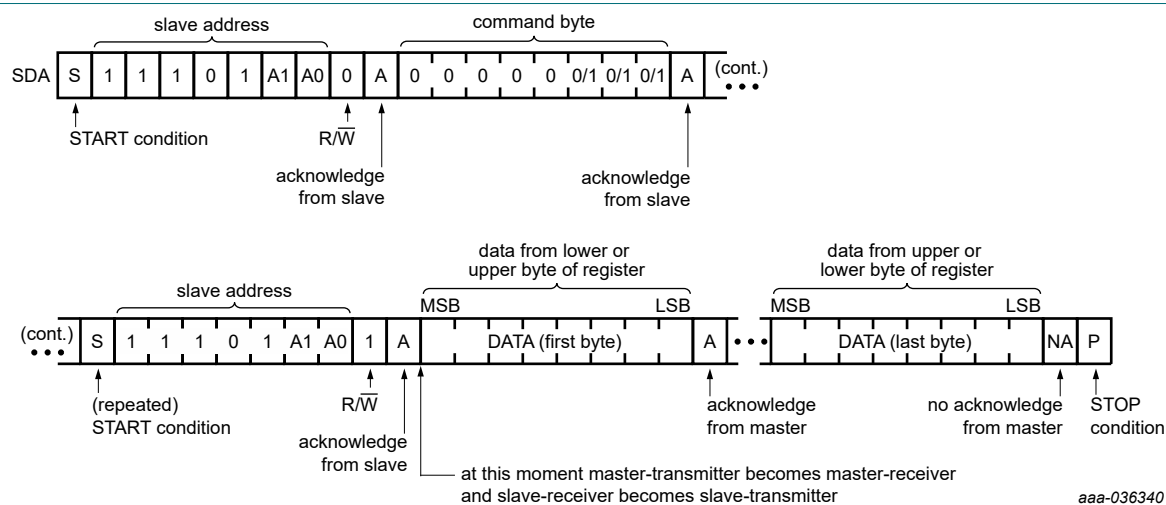 slave address
command byte
SDA S 1 1 1 0 1 A1 A0 0 A 0 0 0 0 0 0/1 0/1 0/1 A (cont.)
START condition
R/W̅
acknowledge
from slave
acknowledge
from slave
data from lower or
upper byte of register
data from upper or
lower byte of register
slave address
MSB LSB MSB LSB
(cont.) S 1 1 1 0 1 A1 A0 1 A DATA (first byte) A DATA (last byte) NA P
(repeated)
START condition
R/W̅
acknowledge
from slave
acknowledge
from master
no acknowledge
from master
STOP
condition
at this moment master-transmitter becomes master-receiver
and slave-receiver becomes slave-transmitter
aaa-036340